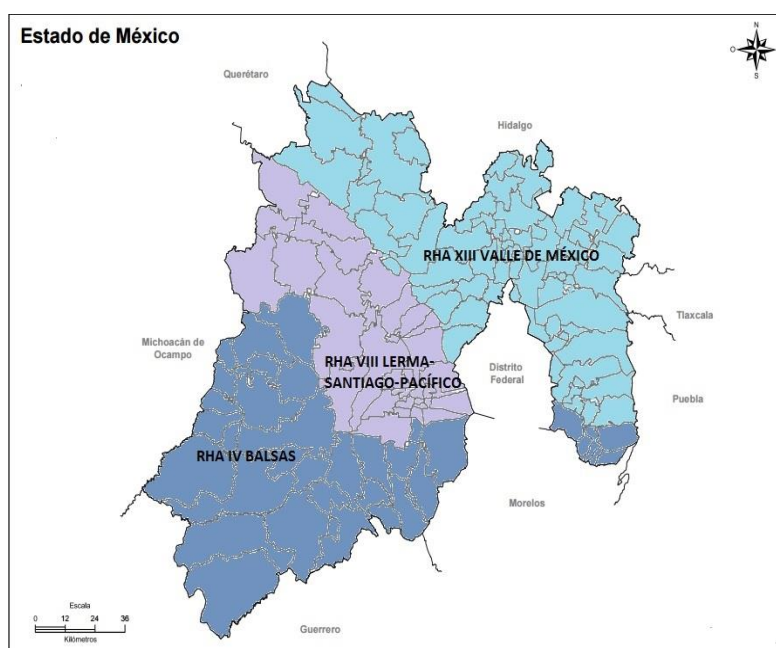 Estado de México
N
O
E
S
Querétaro
Hidalgo
RHA XIII VALLE DE MÉXICO
Tlaxcala
Michoacán de
Ocampo
RHA VIII LERMA-
SANTIAGO-PACÍFICO
Distrito
Federal
Puebla
RHA IV BALSAS
Morelos
Escala
0 12 24 36
Kilómetros
Guerrero